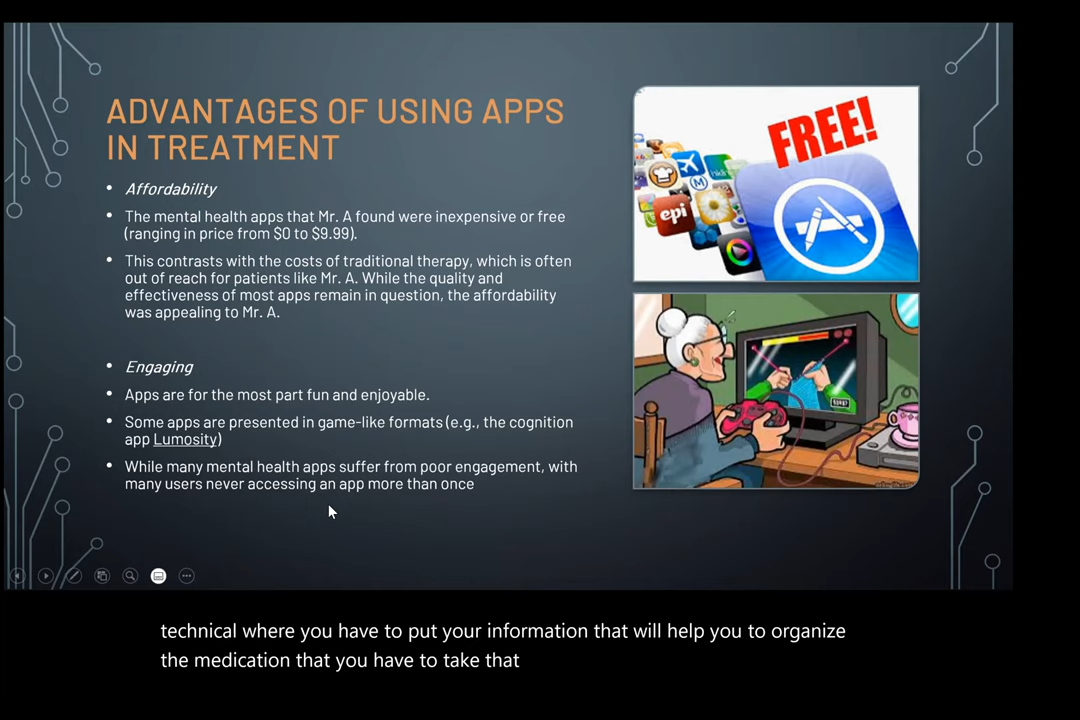 ADVANTAGES OF USING APPS
IN TREATMENT
• Affordability
• The mental health apps that Mr. A found were inexpensive or free
(ranging in price from $0 to $9.99).
• This contrasts with the costs of traditional therapy, which is often
out of reach for patients like Mr. A. While the quality and
effectiveness of most apps remain in question, the affordability
was appealing to Mr. A.
• Engaging
• Apps are for the most part fun and enjoyable.
• Some apps are presented in game-like formats (e.g., the cognition
app Lumosity)
• While many mental health apps suffer from poor engagement, with
many users never accessing an app more than once
FREE!
epi
M
technical where you have to put your information that will help you to organize
the medication that you have to take that